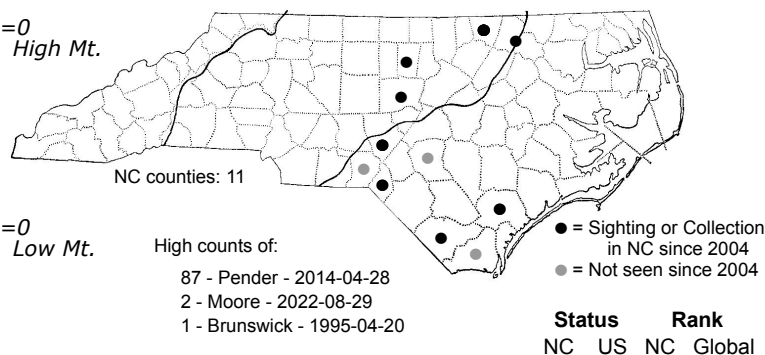 =0
High Mt.
NC counties: 11
=0
Low Mt.
High counts of:
87 - Pender - 2014-04-28
2 - Moore - 2022-08-29
1 - Brunswick - 1995-04-20
● = Sighting or Collection
in NC since 2004
● = Not seen since 2004
Status Rank
NC US NC Global